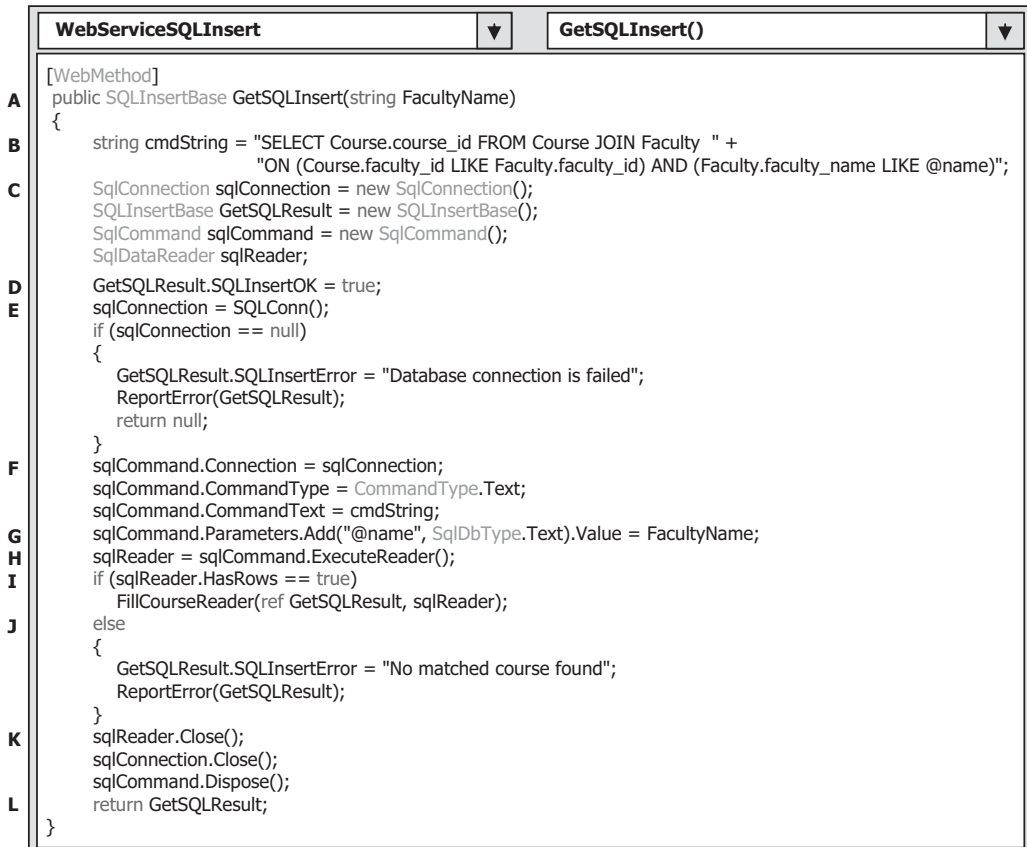 WebServiceSQLInsert GetSQLInsert()
[WebMethod]
A public SQLInsertBase GetSQLInsert(string FacultyName)
{
B string cmdString = "SELECT Course.course_id FROM Course JOIN Faculty " +
"ON (Course.faculty_id LIKE Faculty.faculty_id) AND (Faculty.faculty_name LIKE @name)";
C SqlConnection sqlConnection = new SqlConnection();
SQLInsertBase GetSQLResult = new SQLInsertBase();
SqlCommand sqlCommand = new SqlCommand();
SqlDataReader sqlReader;
D GetSQLResult.SQLInsertOK = true;
E sqlConnection = SQLConn();
if (sqlConnection == null)
{
GetSQLResult.SQLInsertError = "Database connection is failed";
ReportError(GetSQLResult);
return null;
}
F sqlCommand.Connection = sqlConnection;
sqlCommand.CommandType = CommandType.Text;
sqlCommand.CommandText = cmdString;
G sqlCommand.Parameters.Add("@name", SqlDbType.Text).Value = FacultyName;
H sqlReader = sqlCommand.ExecuteReader();
I if (sqlReader.HasRows == true)
FillCourseReader(ref GetSQLResult, sqlReader);
J else
{
GetSQLResult.SQLInsertError = "No matched course found";
ReportError(GetSQLResult);
}
K sqlReader.Close();
sqlConnection.Close();
sqlCommand.Dispose();
L return GetSQLResult;
}